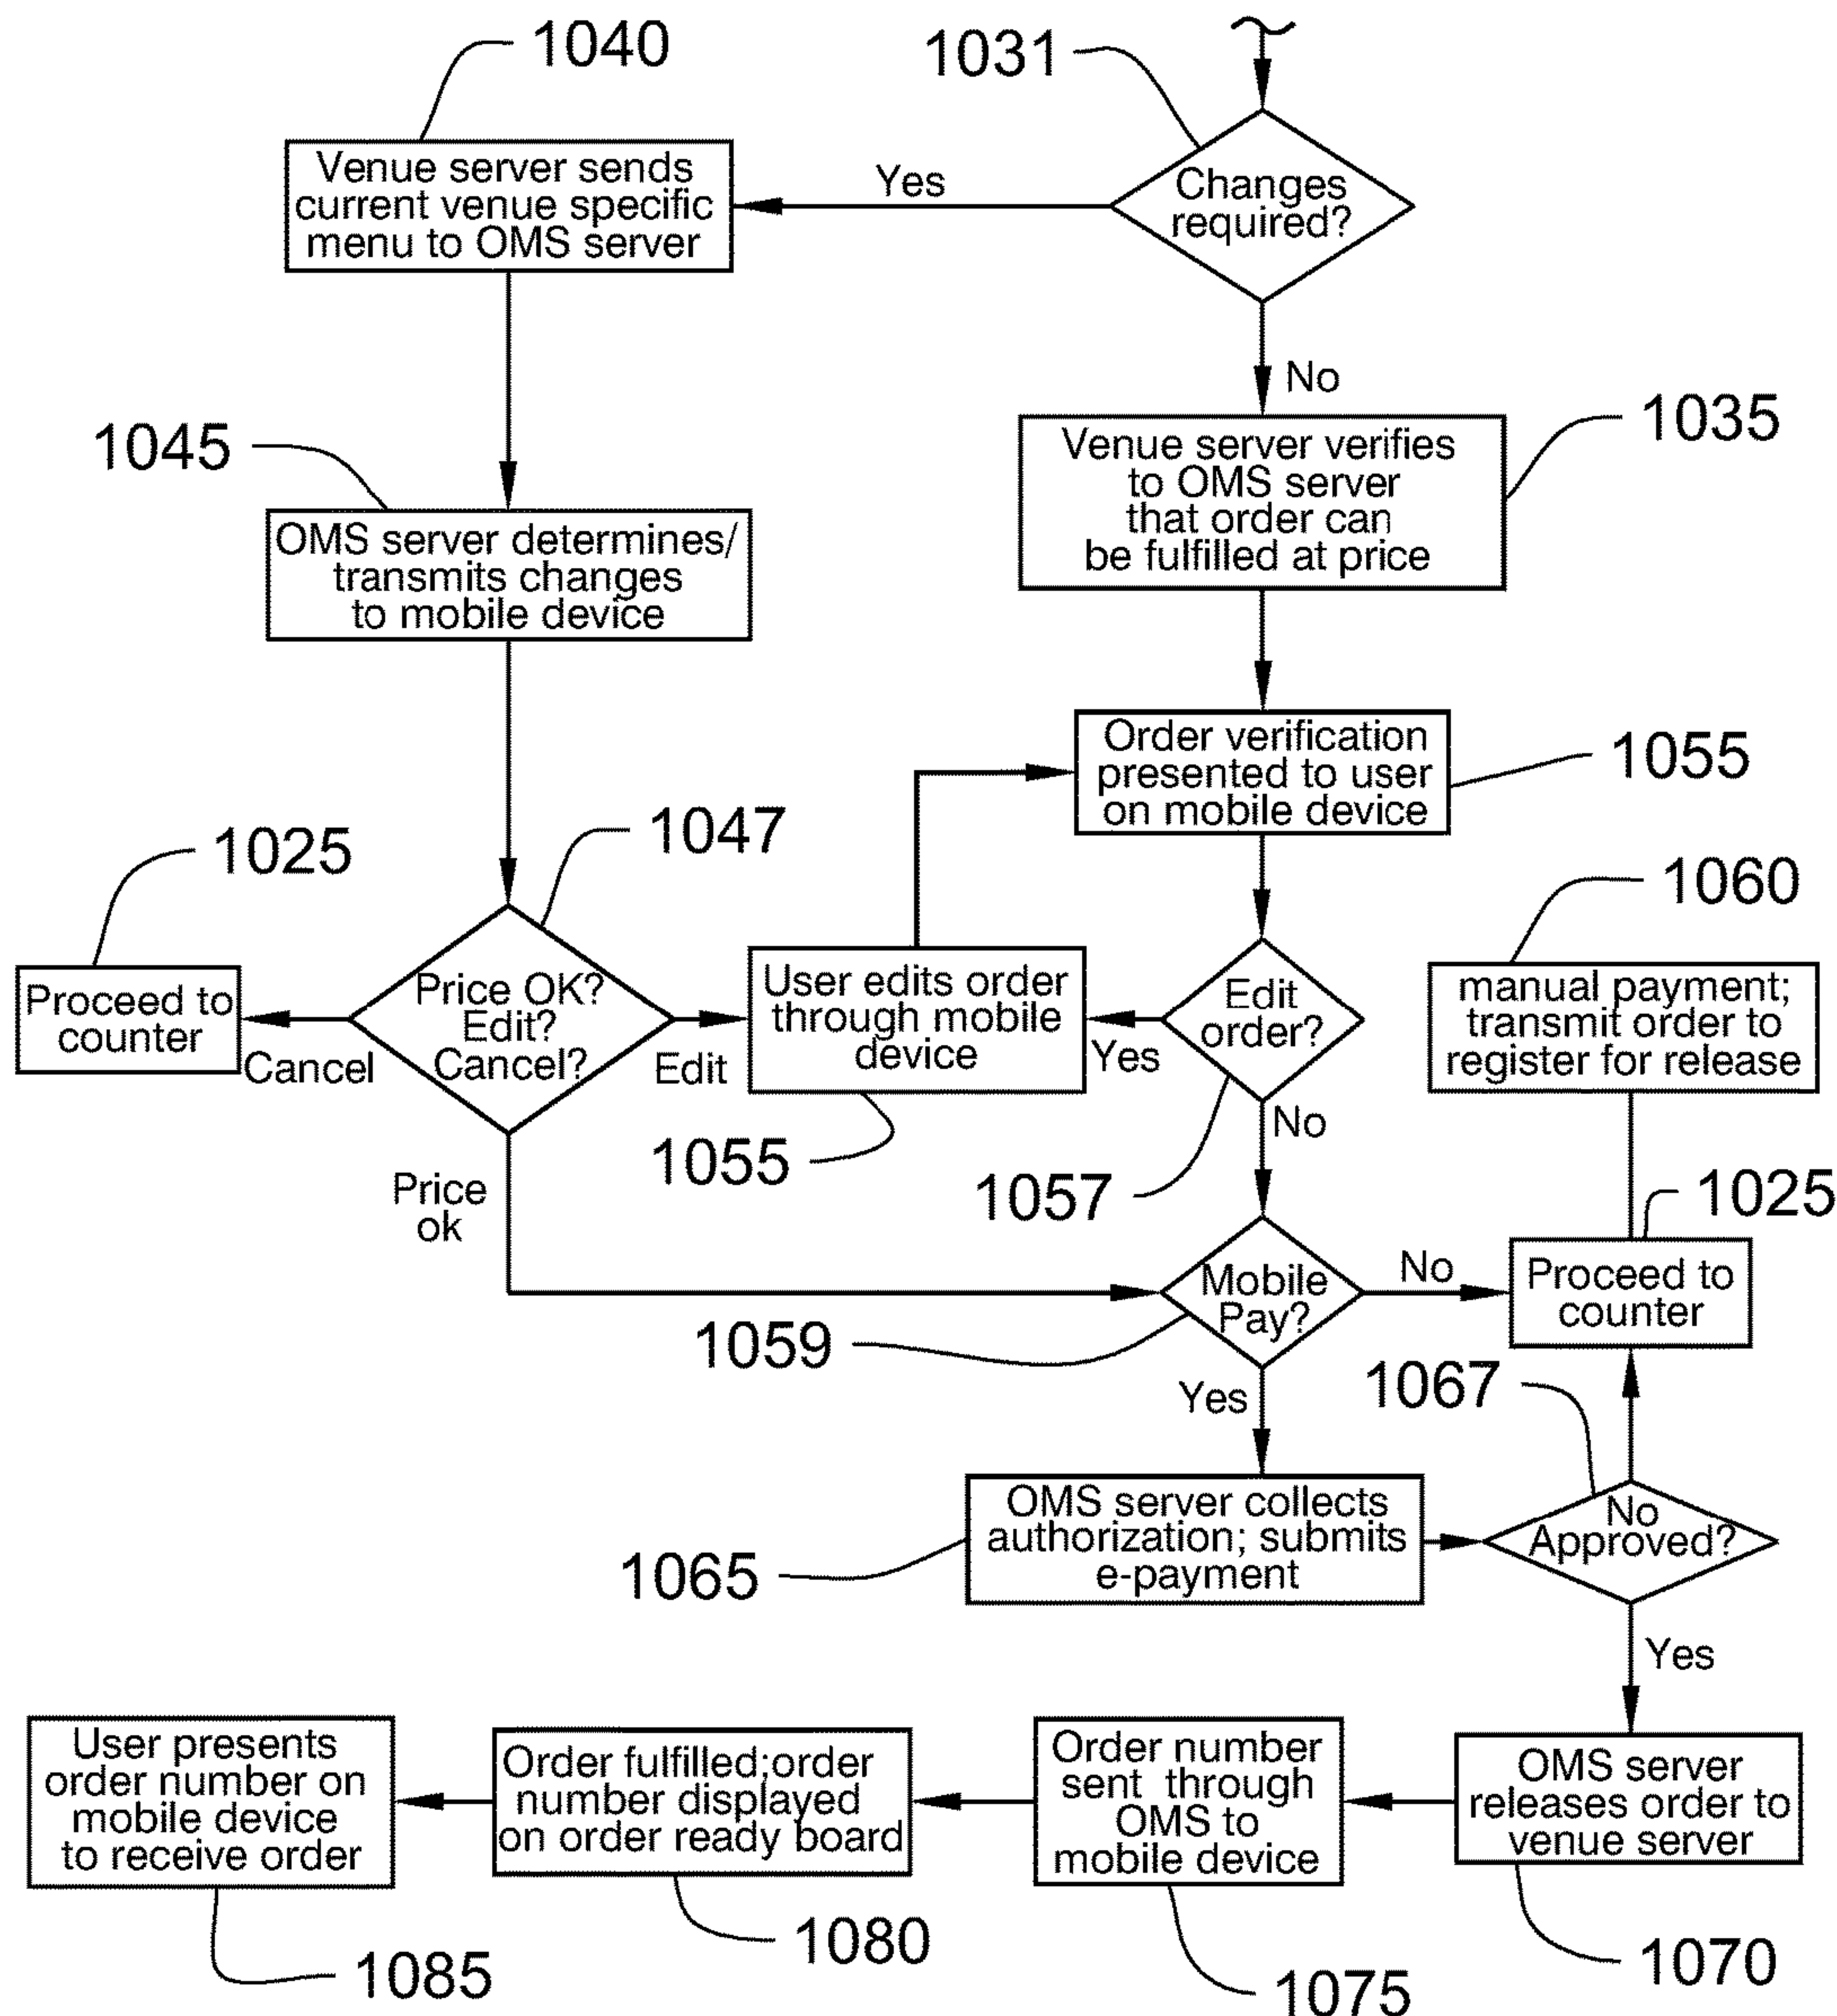 1040
1031
Venue server sends
current venue specific
menu to OMS server
Yes
Changes
required?
No
1045
1035
OMS server determines/
transmits changes
to mobile device
Venue server verifies
to OMS server
that order can
be fulfilled at price
Order verification
presented to user
on mobile device
1055
1025
1047
1060
Proceed to
counter
Cancel
Price OK?
Edit?
Cancel?
Edit
User edits order
through mobile
device
Yes
Edit
order?
manual payment;
transmit order to
register for release
No
1055
1057
Price
ok
1025
Mobile
Pay?
No
Proceed to
counter
1059
Yes
1067
OMS server collects
authorization; submits
e-payment
1065
No
Approved?
Yes
User presents
order number on
mobile device
to receive order
Order fulfilled;order
number displayed
on order ready board
Order number
sent through
OMS to
mobile device
OMS server
releases order to
venue server
1085
1080
1075
1070